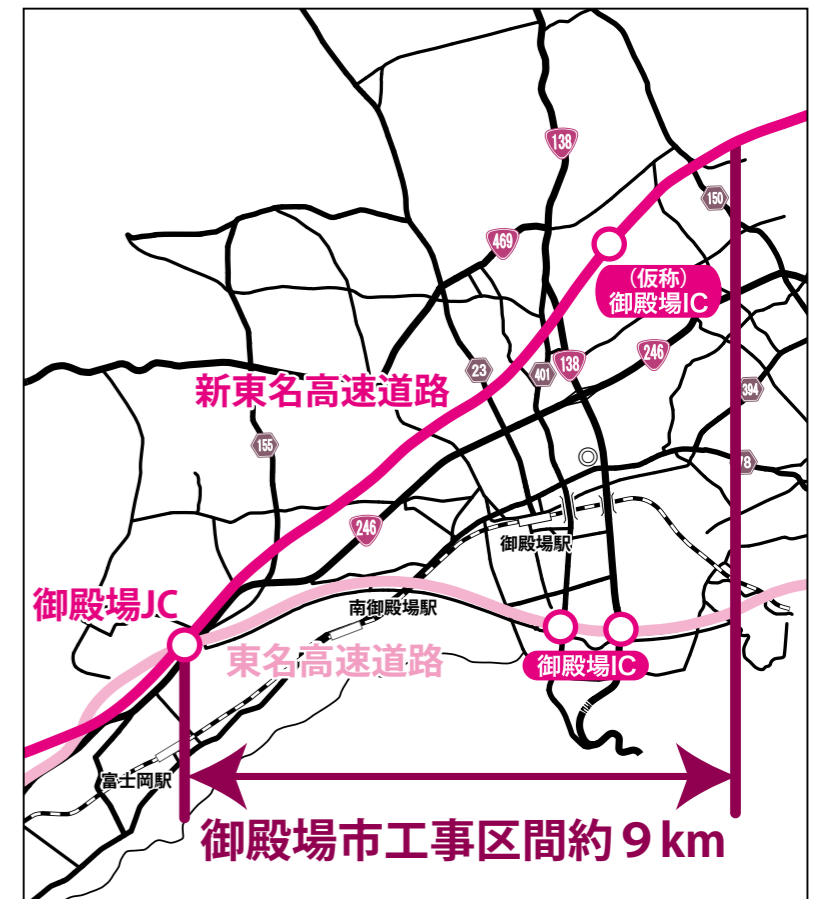 138
150
469
（仮称）
御殿場IC
246
23
401
138
新東名高速道路
394
155
78
246
御殿場駅
御殿場JC
南御殿場駅
東名高速道路
御殿場IC
富士岡駅
御殿場市工事区間約９km